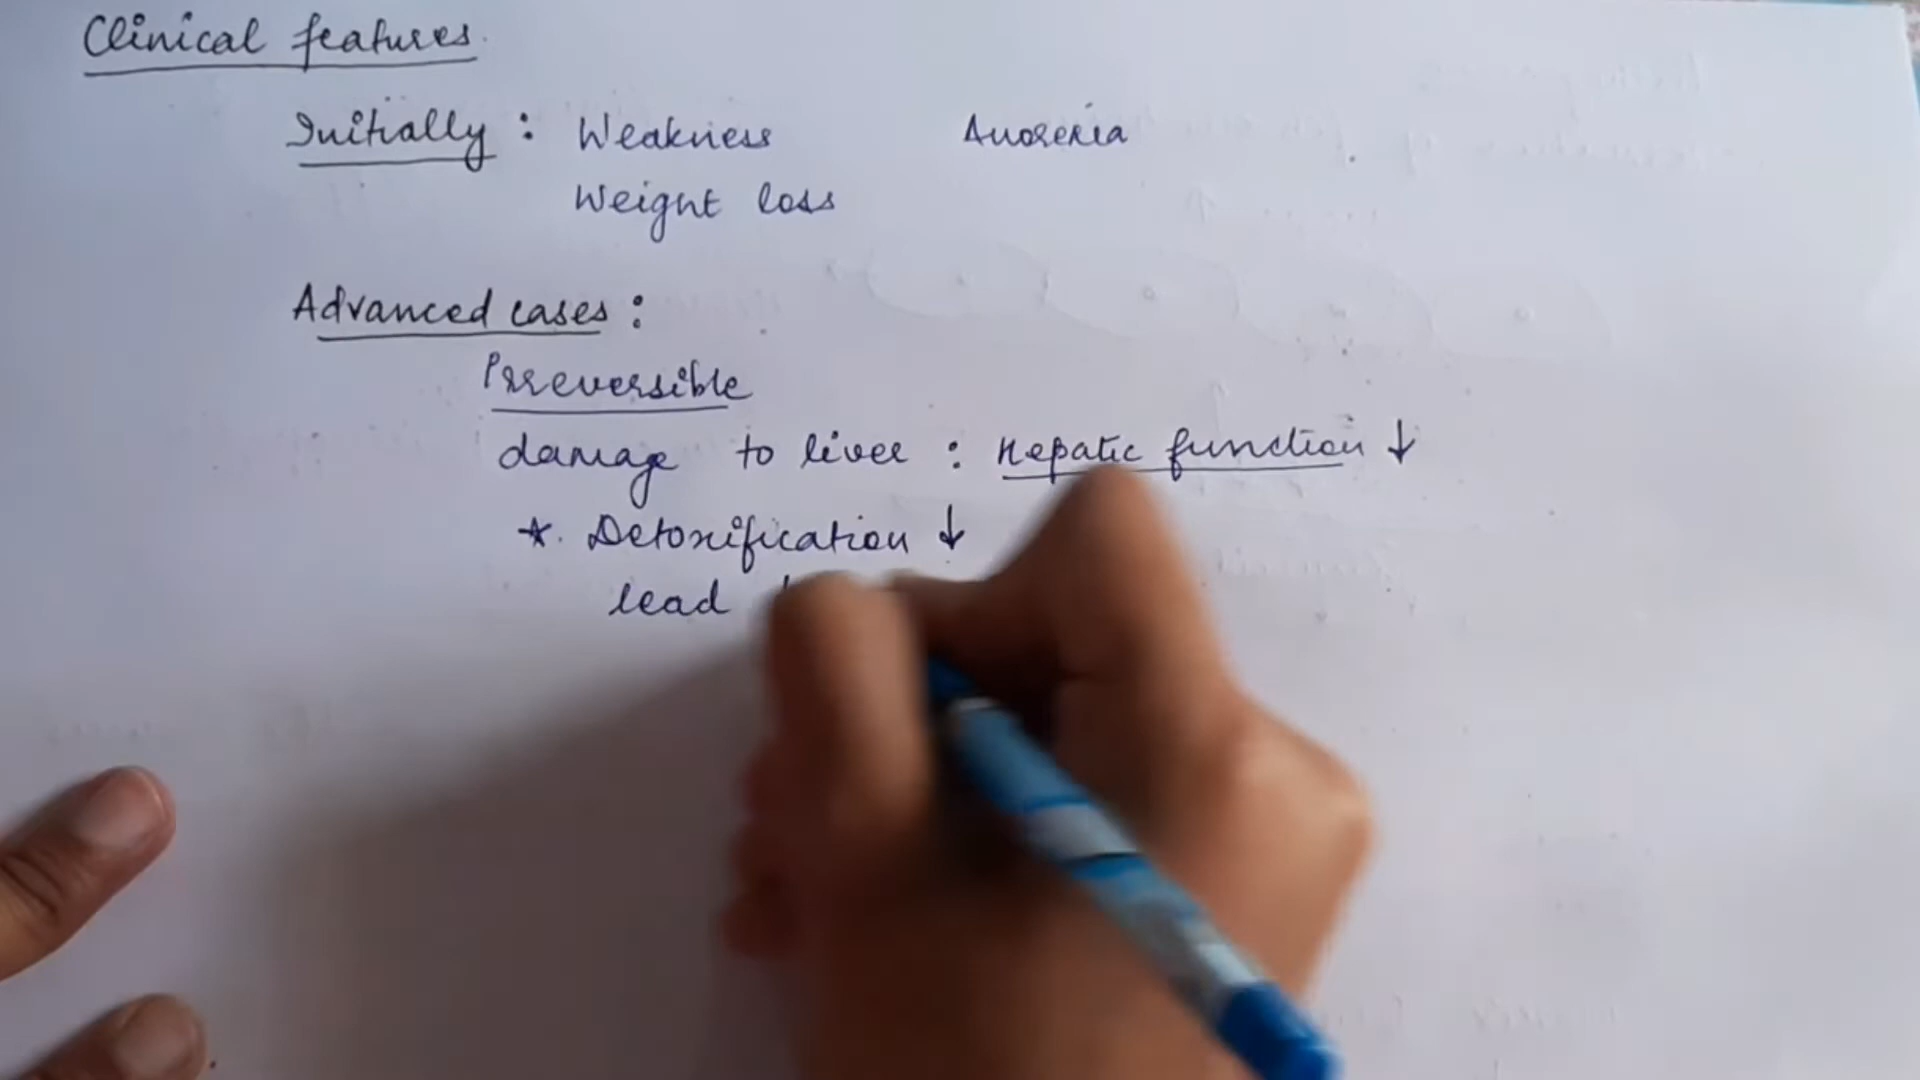 Clinical features.
Initially : Weakness Anorexia
Weight loss
Advanced cases :
Irreversible
damage to liver : Hepatic function ↓
*. Detoxification ↓
lead